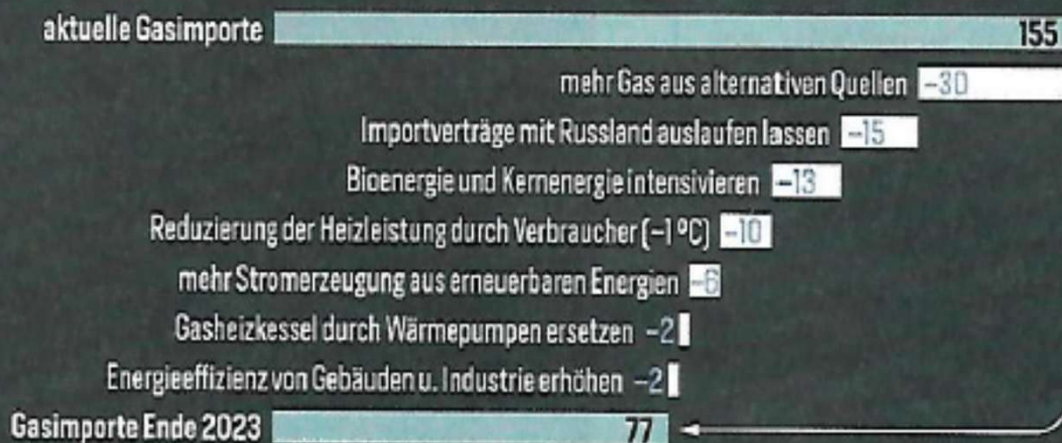 aktuelle Gasimporte 155
mehr Gas aus alternativen Quellen –30
Importverträge mit Russland auslaufen lassen –15
Bioenergie und Kernenergie intensivieren –13
Reduzierung der Heizleistung durch Verbraucher (–1 °C) –10
mehr Stromerzeugung aus erneuerbaren Energien –6
Gasheizkessel durch Wärmepumpen ersetzen –2
Energieeffizienz von Gebäuden u. Industrie erhöhen –2
Gasimporte Ende 2023 77